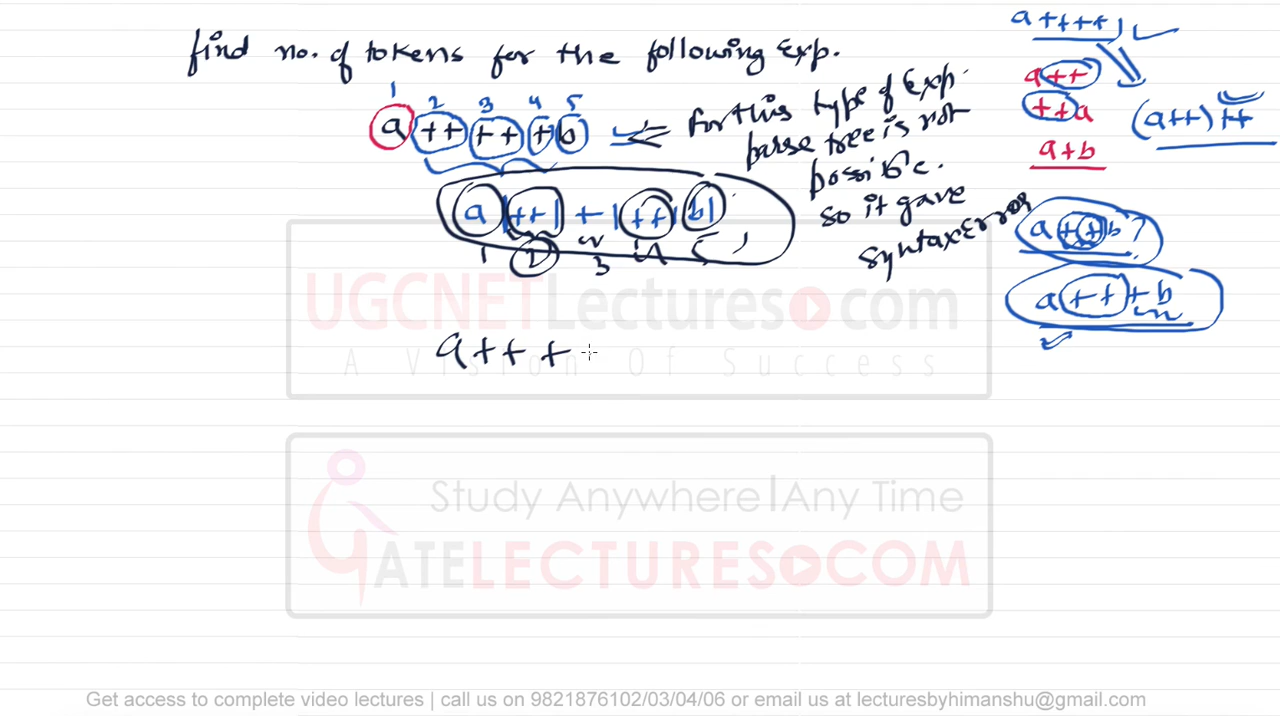 find no. of tokens for the following Exp.
1 2 3 4 5
a ++ ++ + b
for this type of Exp.
parse tree is not
possible.
so it gave
syntax Error
a |++| + |++| b|
1 2 3 4 5
a+++
a++++
a++
++a
a+b
(a++)++
a++b
a+++b
UGCNETLectures.com
A Vision Of Success
Study Anywhere|Any Time
GATELECTURES.COM
Get access to complete video lectures | call us on 9821876102/03/04/06 or email us at lecturesbyhimanshu@gmail.com